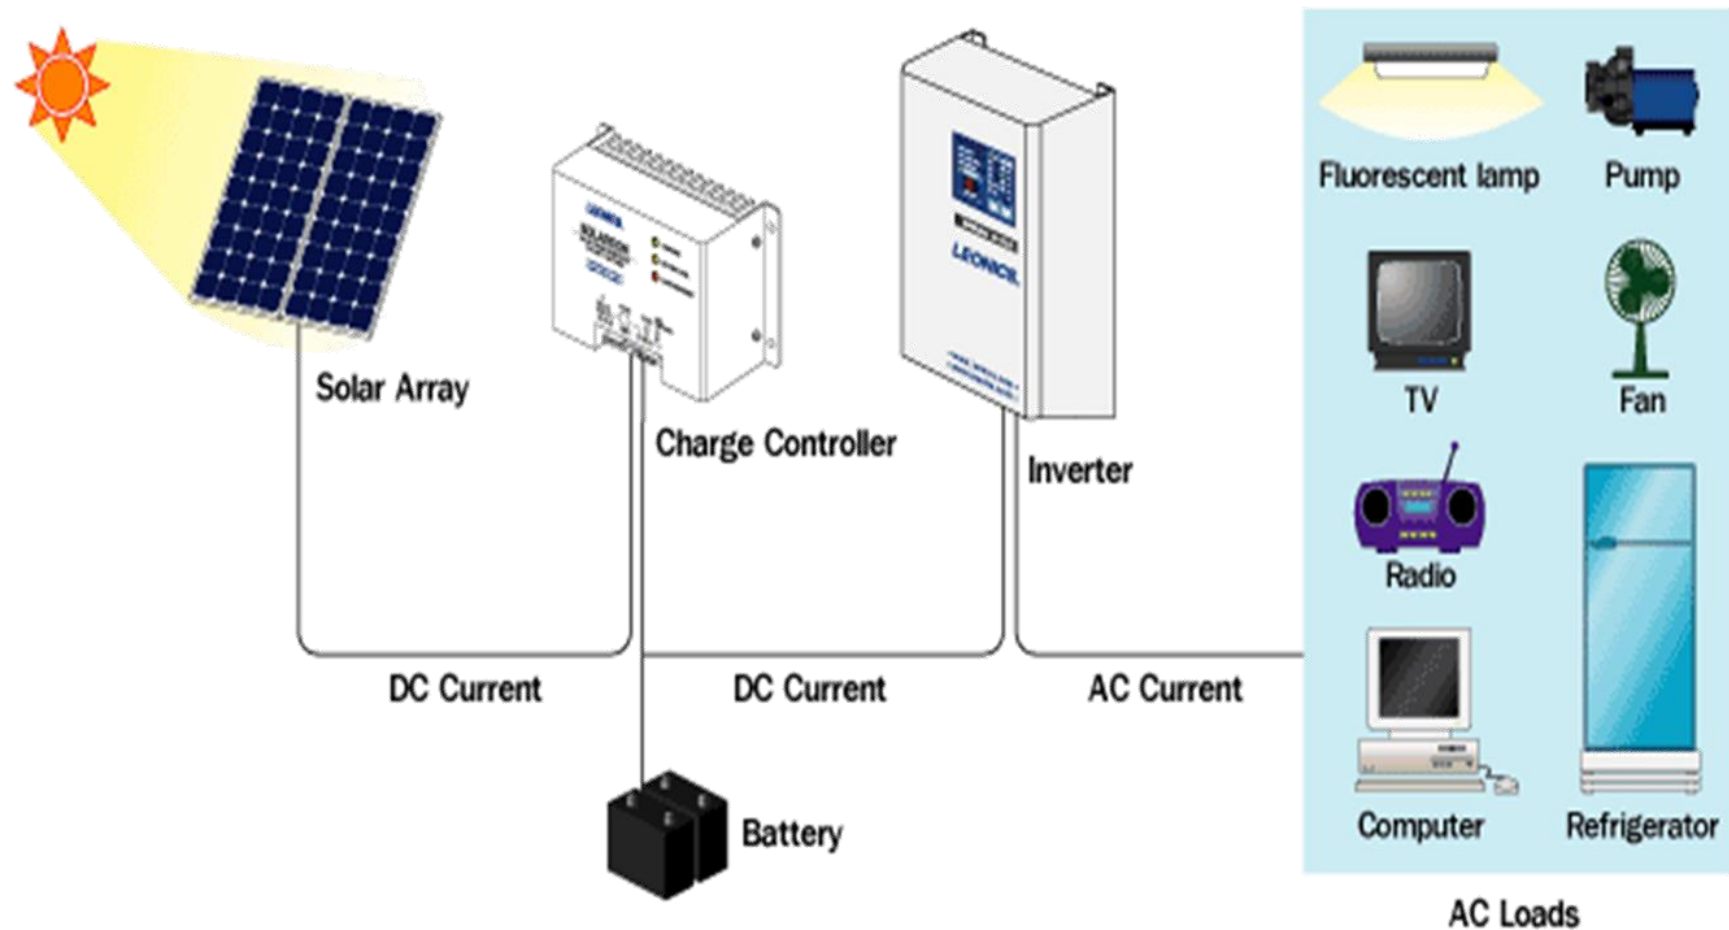 Solar Array
Charge Controller
LEONICS
Inverter
DC Current
DC Current
AC Current
Battery
Fluorescent lamp
Pump
TV
Fan
Radio
Computer
Refrigerator
AC Loads